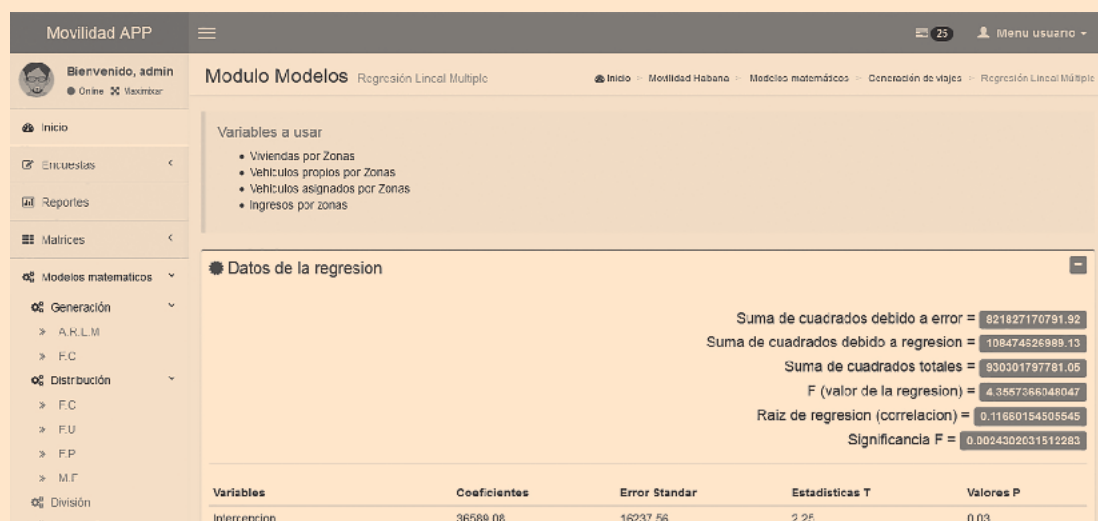 Movilidad APP
25 Menu usuario
Bienvenido, admin
Online Maximixar
Modulo Modelos Regresión Lineal Multiple
Inicio > Movilidad Habana > Modelos matemáticos > Generación de viajes > Regresión Lineal Múltiple
Inicio
Encuestas
Reportes
Matrices
Modelos matematicos
Generación
A.R.L.M
F.C
Distribución
F.C
F.U
F.P
M.F
División
Variables a usar
Viviendas por Zonas
Vehiculos propios por Zonas
Vehiculos asignados por Zonas
Ingresos por zonas
Datos de la regresion
Suma de cuadrados debido a error = 821827170791.92
Suma de cuadrados debido a regresion = 108474626989.13
Suma de cuadrados totales = 930301797781.05
F (valor de la regresion) = 4.3557366048047
Raiz de regresion (correlacion) = 0.11660154505545
Significancia F = 0.0024302031512283
Variables Coeficientes Error Standar Estadisticas T Valores P
Intercepcion 36589.08 16237.56 2.25 0.03